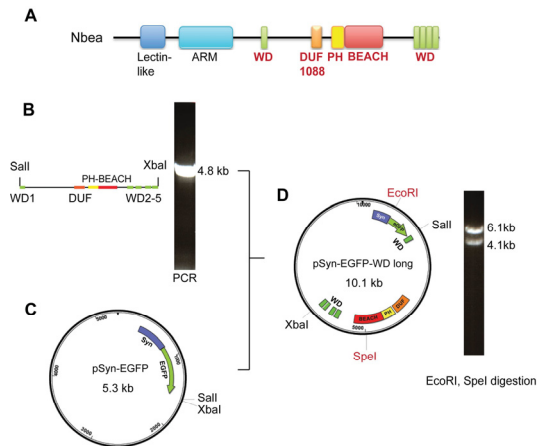 A
Nbea
Lectin-
like
ARM
WD
DUF
1088
PH
BEACH
WD
B
SalI
XbaI
PH-BEACH
WD1
DUF
WD2-5
4.8 kb
PCR
C
pSyn-EGFP
5.3 kb
Syn
EGFP
SalI
XbaI
D
EcoRI
SalI
Syn
WD
pSyn-EGFP-WD long
10.1 kb
WD
XbaI
BEACH
PH
DUF
5000
SpeI
6.1kb
4.1kb
EcoRI, SpeI digestion